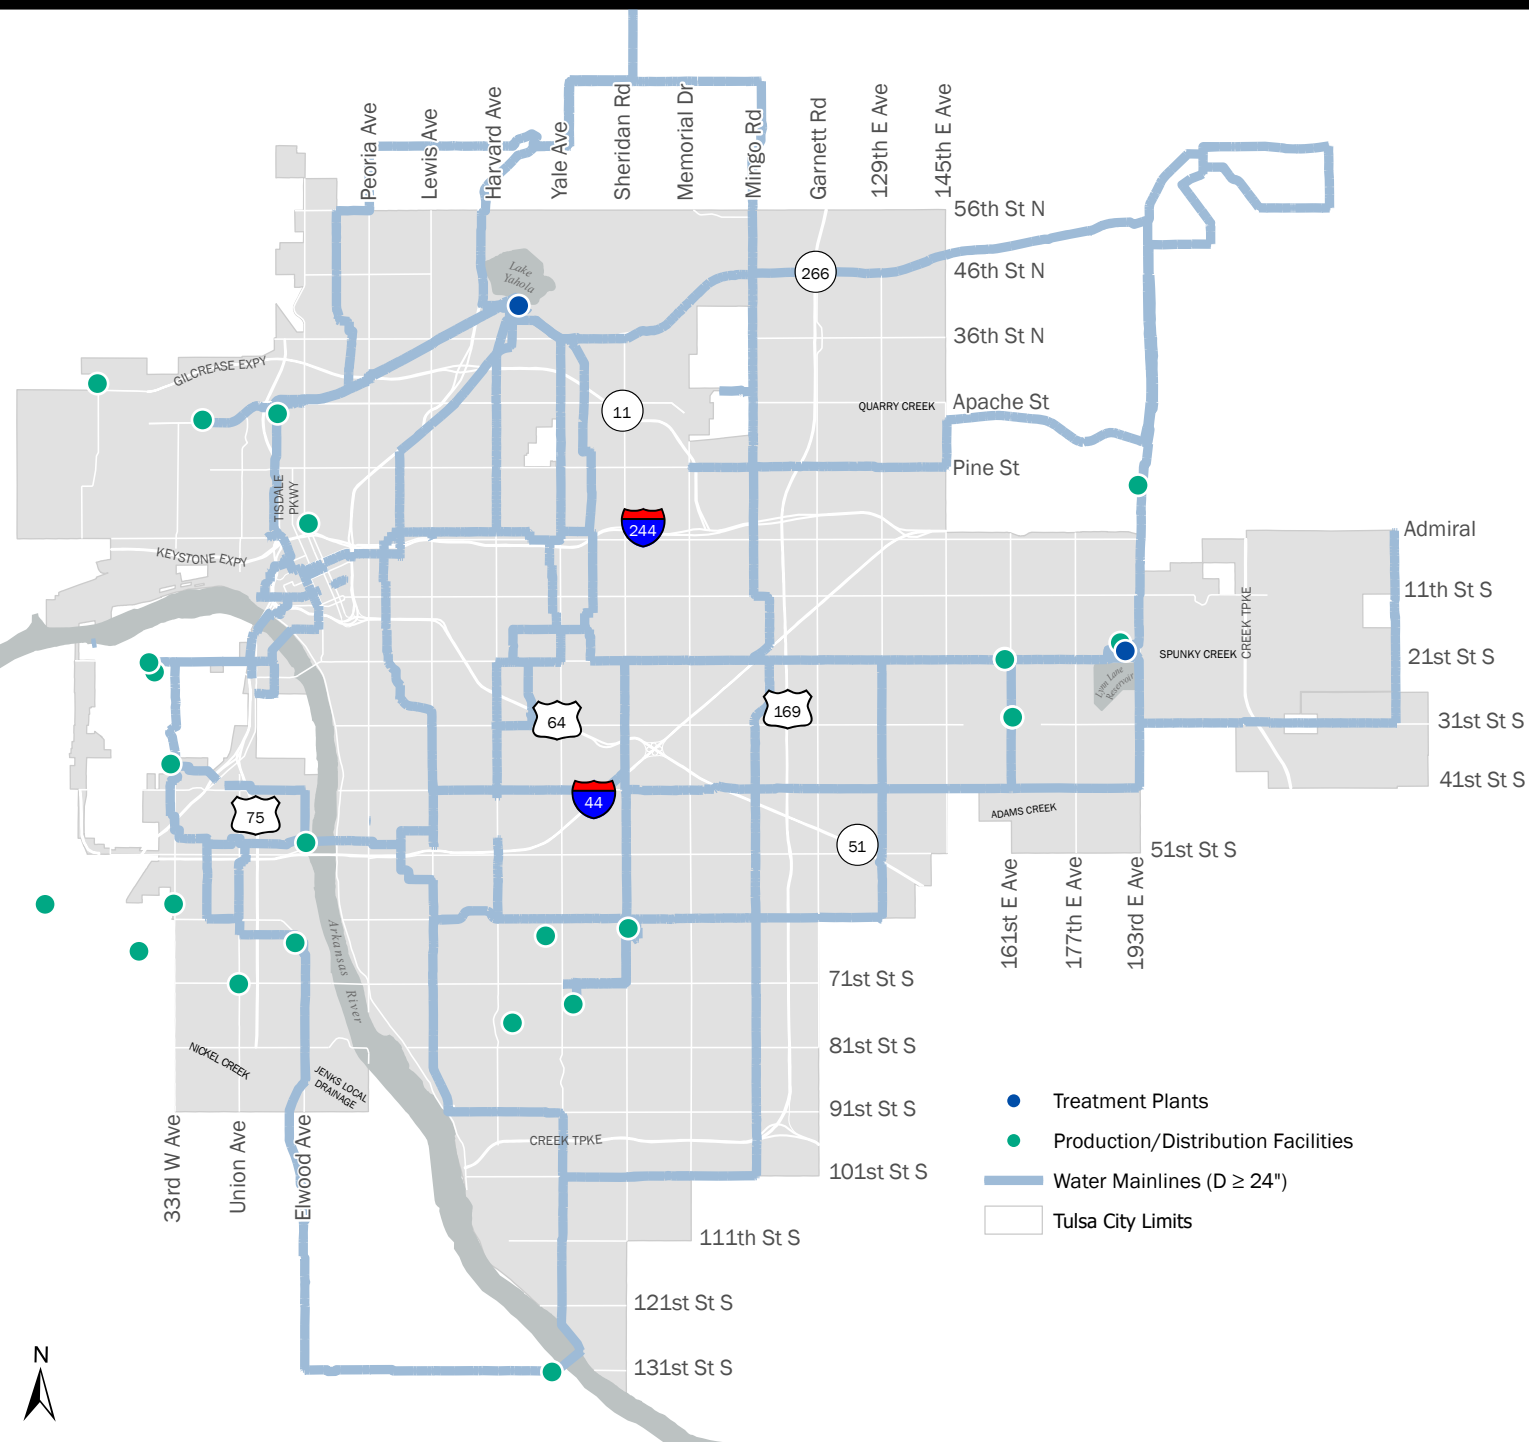 Peoria Ave
Lewis Ave
Harvard Ave
Yale Ave
Sheridan Rd
Memorial Dr
Mingo Rd
Garnett Rd
129th E Ave
145th E Ave
56th St N
Lake
Yahola
266
46th St N
36th St N
GILCREASE EXPY
11
QUARRY CREEK
Apache St
Pine St
TISDALE
PKWY
244
Admiral
KEYSTONE EXPY
11th St S
CREEK TPKE
SPUNKY CREEK
21st St S
Lynn Lane
Reservoir
64
169
31st St S
41st St S
44
75
ADAMS CREEK
51
51st St S
161st E Ave
177th E Ave
193rd E Ave
Arkansas River
71st St S
NICKEL CREEK
JENKS LOCAL
DRAINAGE
81st St S
91st St S
CREEK TPKE
101st St S
33rd W Ave
Union Ave
Elwood Ave
111th St S
121st St S
131st St S
Treatment Plants
Production/Distribution Facilities
Water Mainlines (D ≥ 24")
Tulsa City Limits
N